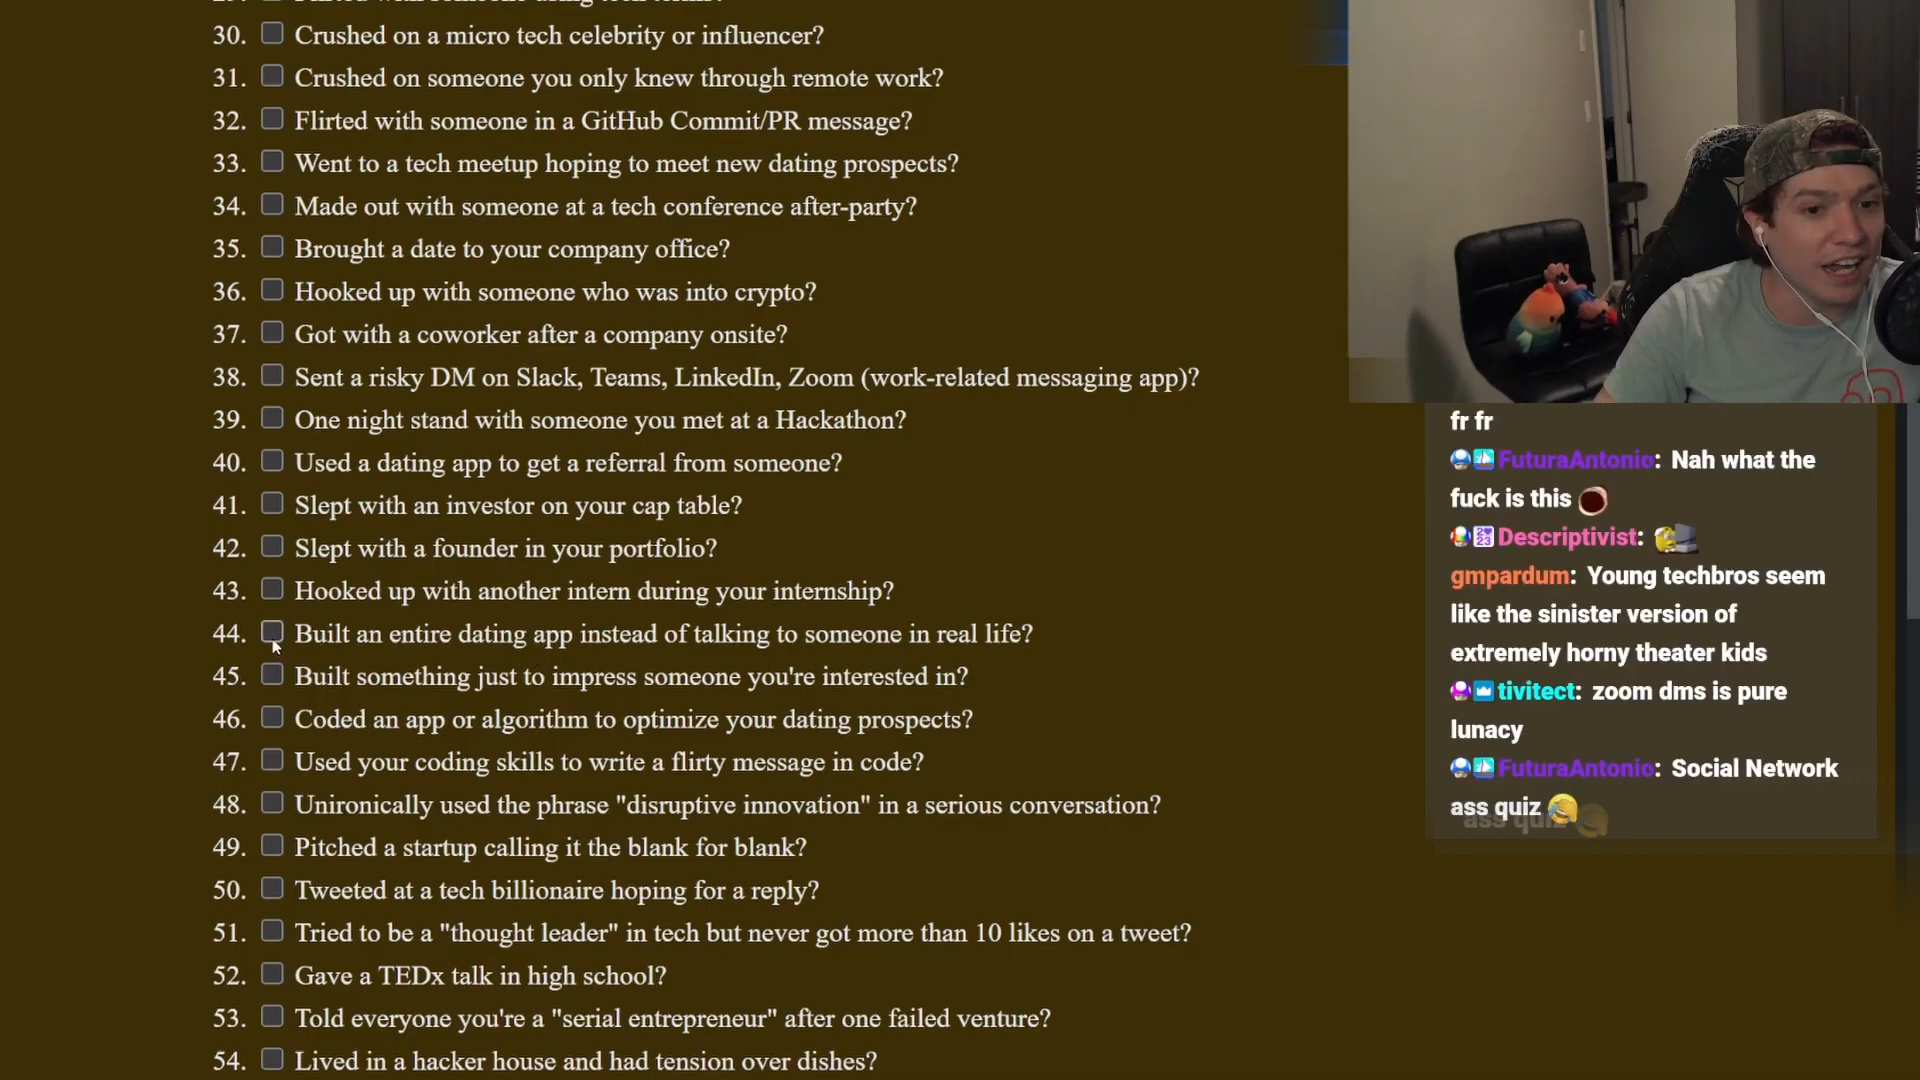 30. Crushed on a micro tech celebrity or influencer?
31. Crushed on someone you only knew through remote work?
32. Flirted with someone in a GitHub Commit/PR message?
33. Went to a tech meetup hoping to meet new dating prospects?
34. Made out with someone at a tech conference after-party?
35. Brought a date to your company office?
36. Hooked up with someone who was into crypto?
37. Got with a coworker after a company onsite?
38. Sent a risky DM on Slack, Teams, LinkedIn, Zoom (work-related messaging app)?
39. One night stand with someone you met at a Hackathon?
40. Used a dating app to get a referral from someone?
41. Slept with an investor on your cap table?
42. Slept with a founder in your portfolio?
43. Hooked up with another intern during your internship?
44. Built an entire dating app instead of talking to someone in real life?
45. Built something just to impress someone you're interested in?
46. Coded an app or algorithm to optimize your dating prospects?
47. Used your coding skills to write a flirty message in code?
48. Unironically used the phrase "disruptive innovation" in a serious conversation?
49. Pitched a startup calling it the blank for blank?
50. Tweeted at a tech billionaire hoping for a reply?
51. Tried to be a "thought leader" in tech but never got more than 10 likes on a tweet?
52. Gave a TEDx talk in high school?
53. Told everyone you're a "serial entrepreneur" after one failed venture?
54. Lived in a hacker house and had tension over dishes?
fr fr
FuturaAntonio: Nah what the
fuck is this
Descriptivist:
gmpardum: Young techbros seem
like the sinister version of
extremely horny theater kids
tivitect: zoom dms is pure
lunacy
FuturaAntonio: Social Network
ass quiz